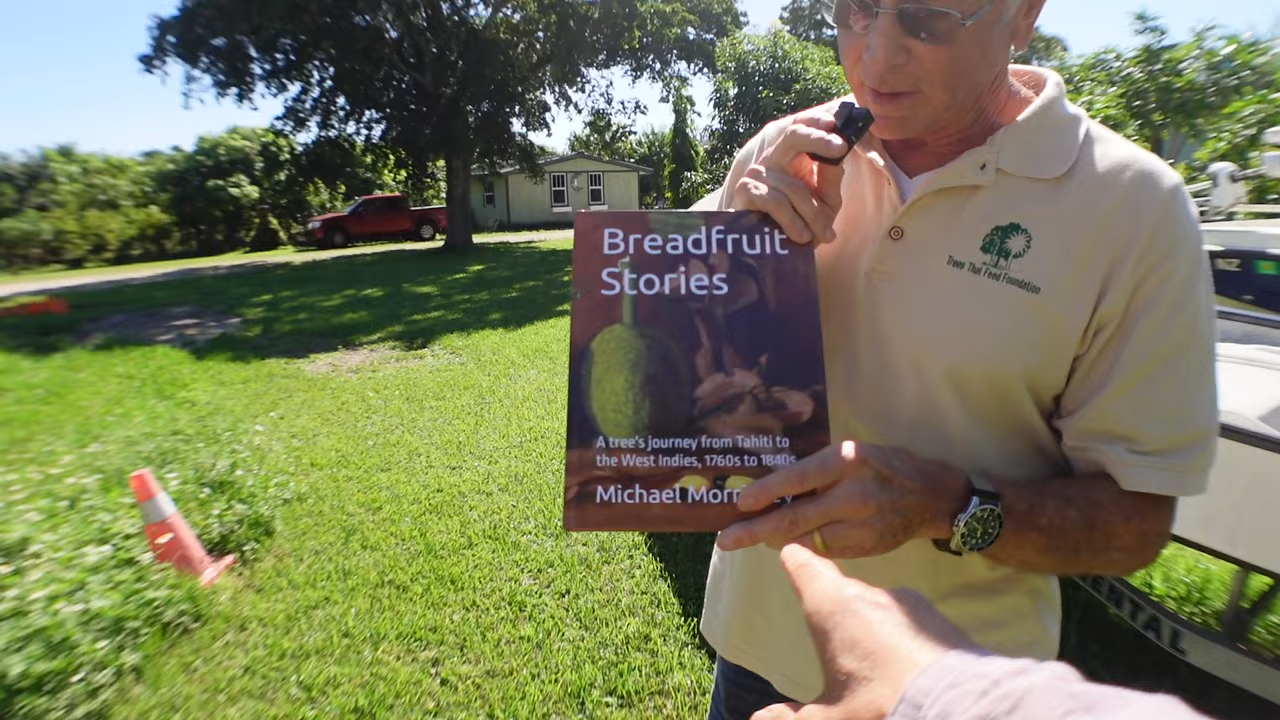 Breadfruit
Stories
A tree's journey from Tahiti to
the West Indies, 1760s to 1840s
Michael
Trees That Feed Foundation